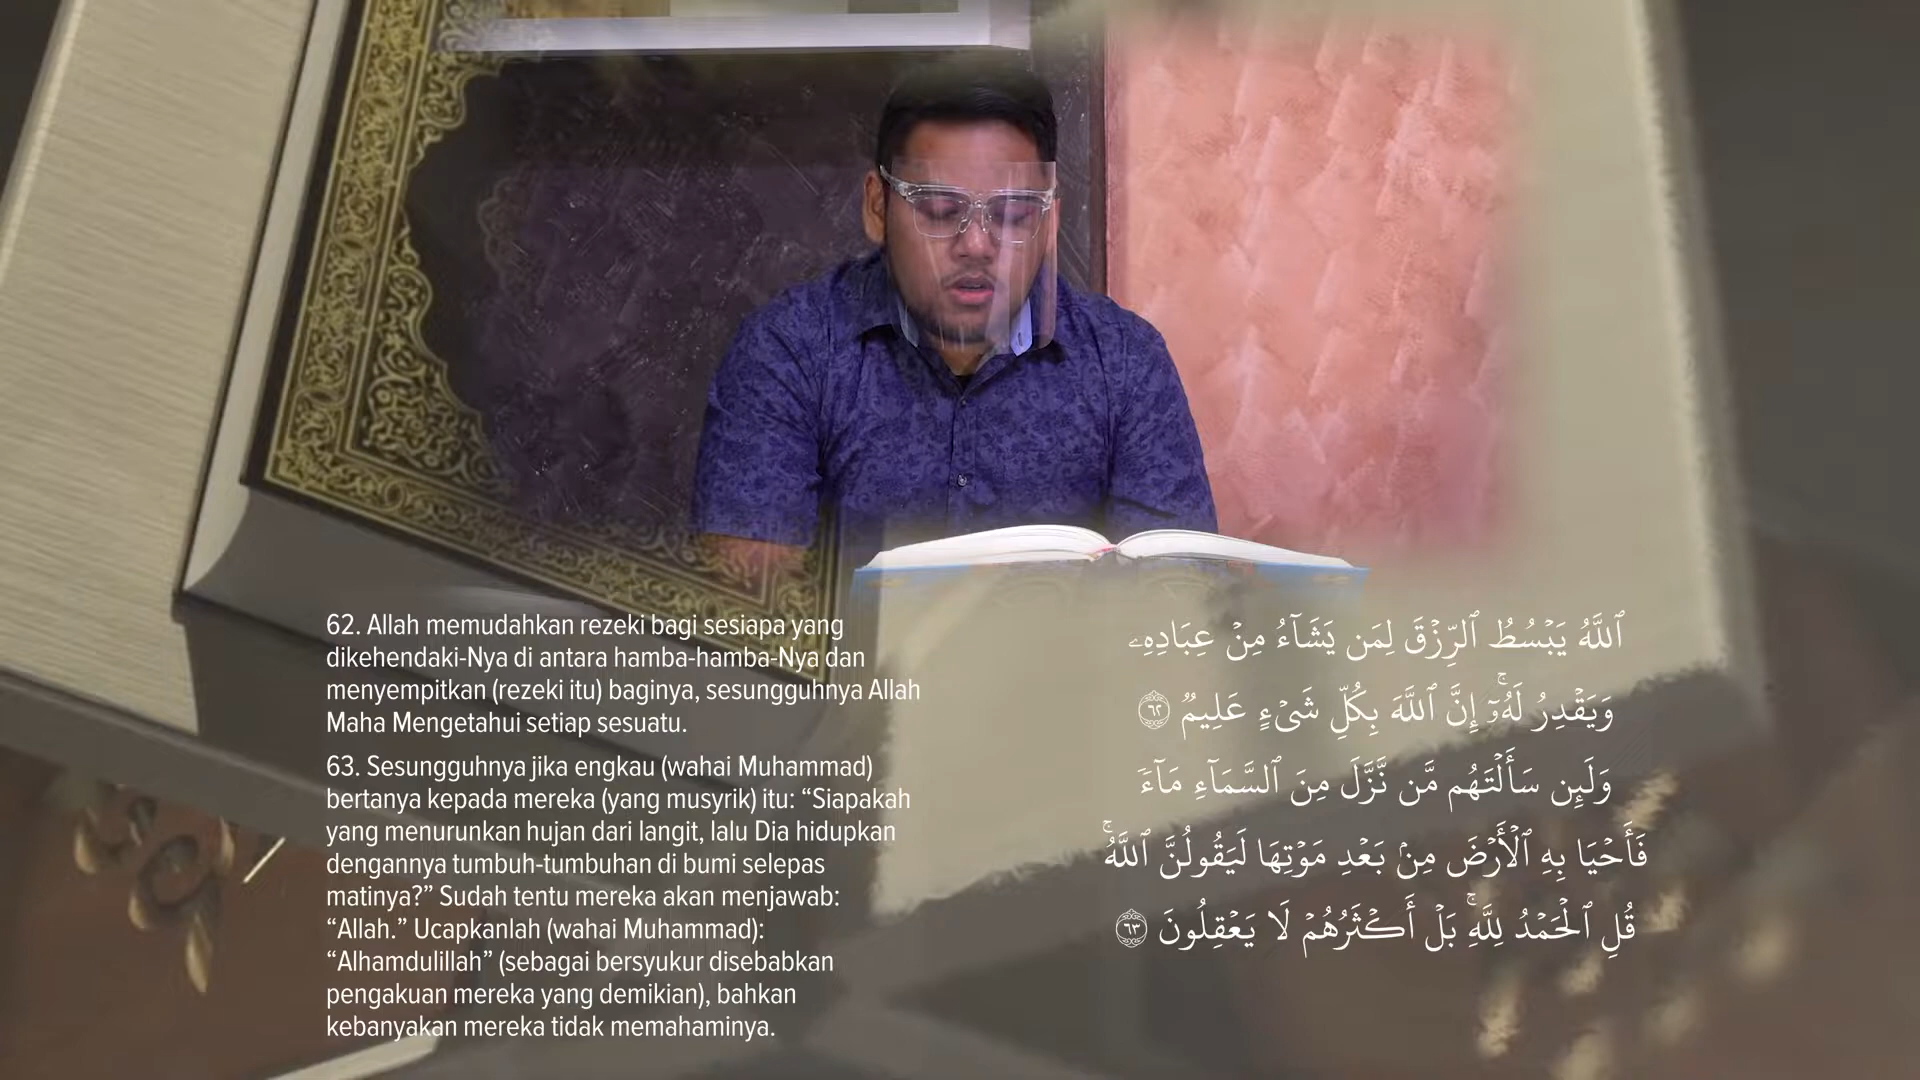 62. Allah memudahkan rezeki bagi sesiapa yang
dikehendaki-Nya di antara hamba-hamba-Nya dan
menyempitkan (rezeki itu) baginya, sesungguhnya Allah
Maha Mengetahui setiap sesuatu.
63. Sesungguhnya jika engkau (wahai Muhammad)
bertanya kepada mereka (yang musyrik) itu: “Siapakah
yang menurunkan hujan dari langit, lalu Dia hidupkan
dengannya tumbuh-tumbuhan di bumi selepas
matinya?” Sudah tentu mereka akan menjawab:
“Allah.” Ucapkanlah (wahai Muhammad):
“Alhamdulillah” (sebagai bersyukur disebabkan
pengakuan mereka yang demikian), bahkan
kebanyakan mereka tidak memahaminya.
ٱللَّهُ يَبْسُطُ ٱلرِّزْقَ لِمَن يَشَآءُ مِنْ عِبَادِهِۦ
وَيَقْدِرُ لَهُۥٓۚ إِنَّ ٱللَّهَ بِكُلِّ شَىْءٍ عَلِيمٌ ٦٢
وَلَئِن سَأَلْتَهُم مَّن نَّزَّلَ مِنَ ٱلسَّمَآءِ مَآءً
فَأَحْيَا بِهِ ٱلْأَرْضَ مِنۢ بَعْدِ مَوْتِهَا لَيَقُولُنَّ ٱللَّهُۚ
قُلِ ٱلْحَمْدُ لِلَّهِۚ بَلْ أَكْثَرُهُمْ لَا يَعْقِلُونَ ٦٣